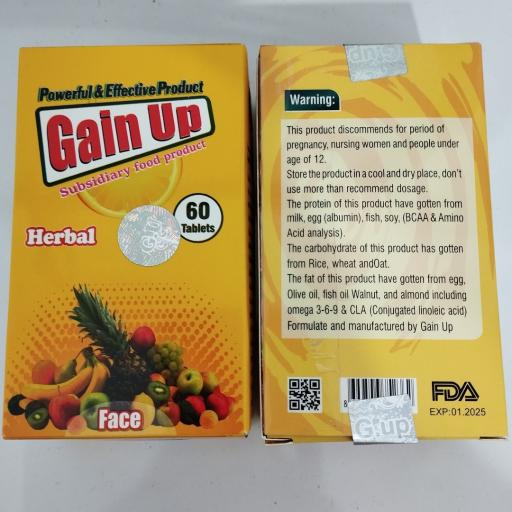 Powerful & Effective Product
Gain Up
Subsidiary food product
60
Tablets
Herbal
Face
Warning:
This product discommends for period of
pregnancy, nursing women and people under
age of 12.
Store the product in a cool and dry place, don't
use more than recommend dosage.
The protein of this product have gotten from
milk, egg (albumin), fish, soy, (BCAA & Amino
Acid analysis).
The carbohydrate of this product has gotten
from Rice, wheat andOat.
The fat of this product have gotten from egg,
Olive oil, fish oil Walnut, and almond including
omega 3-6-9 & CLA (Conjugated linoleic acid)
Formulate and manufactured by Gain Up
8
FDA
EXP:01.2025
G.up